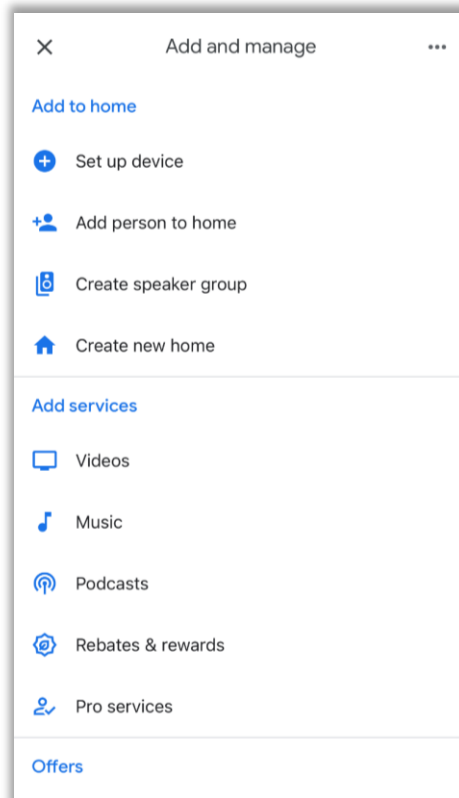 Add and manage
Add to home
Set up device
Add person to home
Create speaker group
Create new home
Add services
Videos
Music
Podcasts
Rebates & rewards
Pro services
Offers